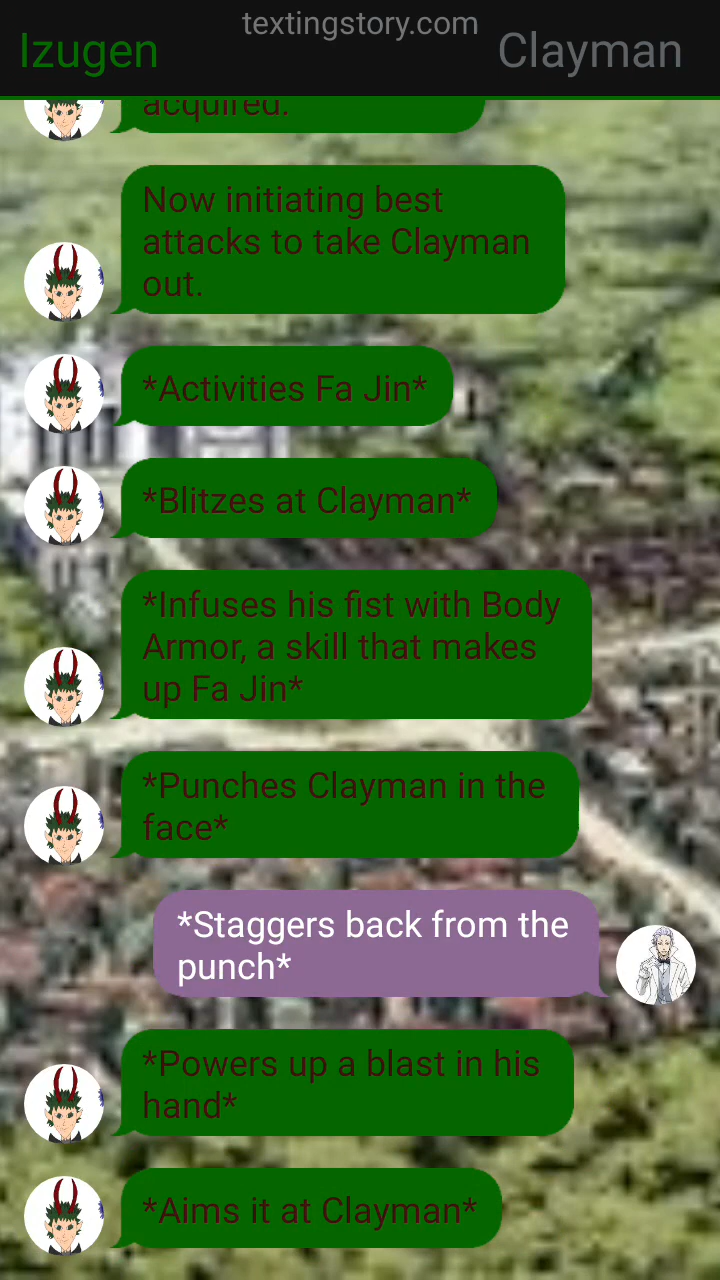 textingstory.com
Izugen
Clayman
acquired.
Now initiating best
attacks to take Clayman
out.
*Activities Fa Jin*
*Blitzes at Clayman*
*Infuses his fist with Body
Armor, a skill that makes
up Fa Jin*
*Punches Clayman in the
face*
*Staggers back from the
punch*
*Powers up a blast in his
hand*
*Aims it at Clayman*